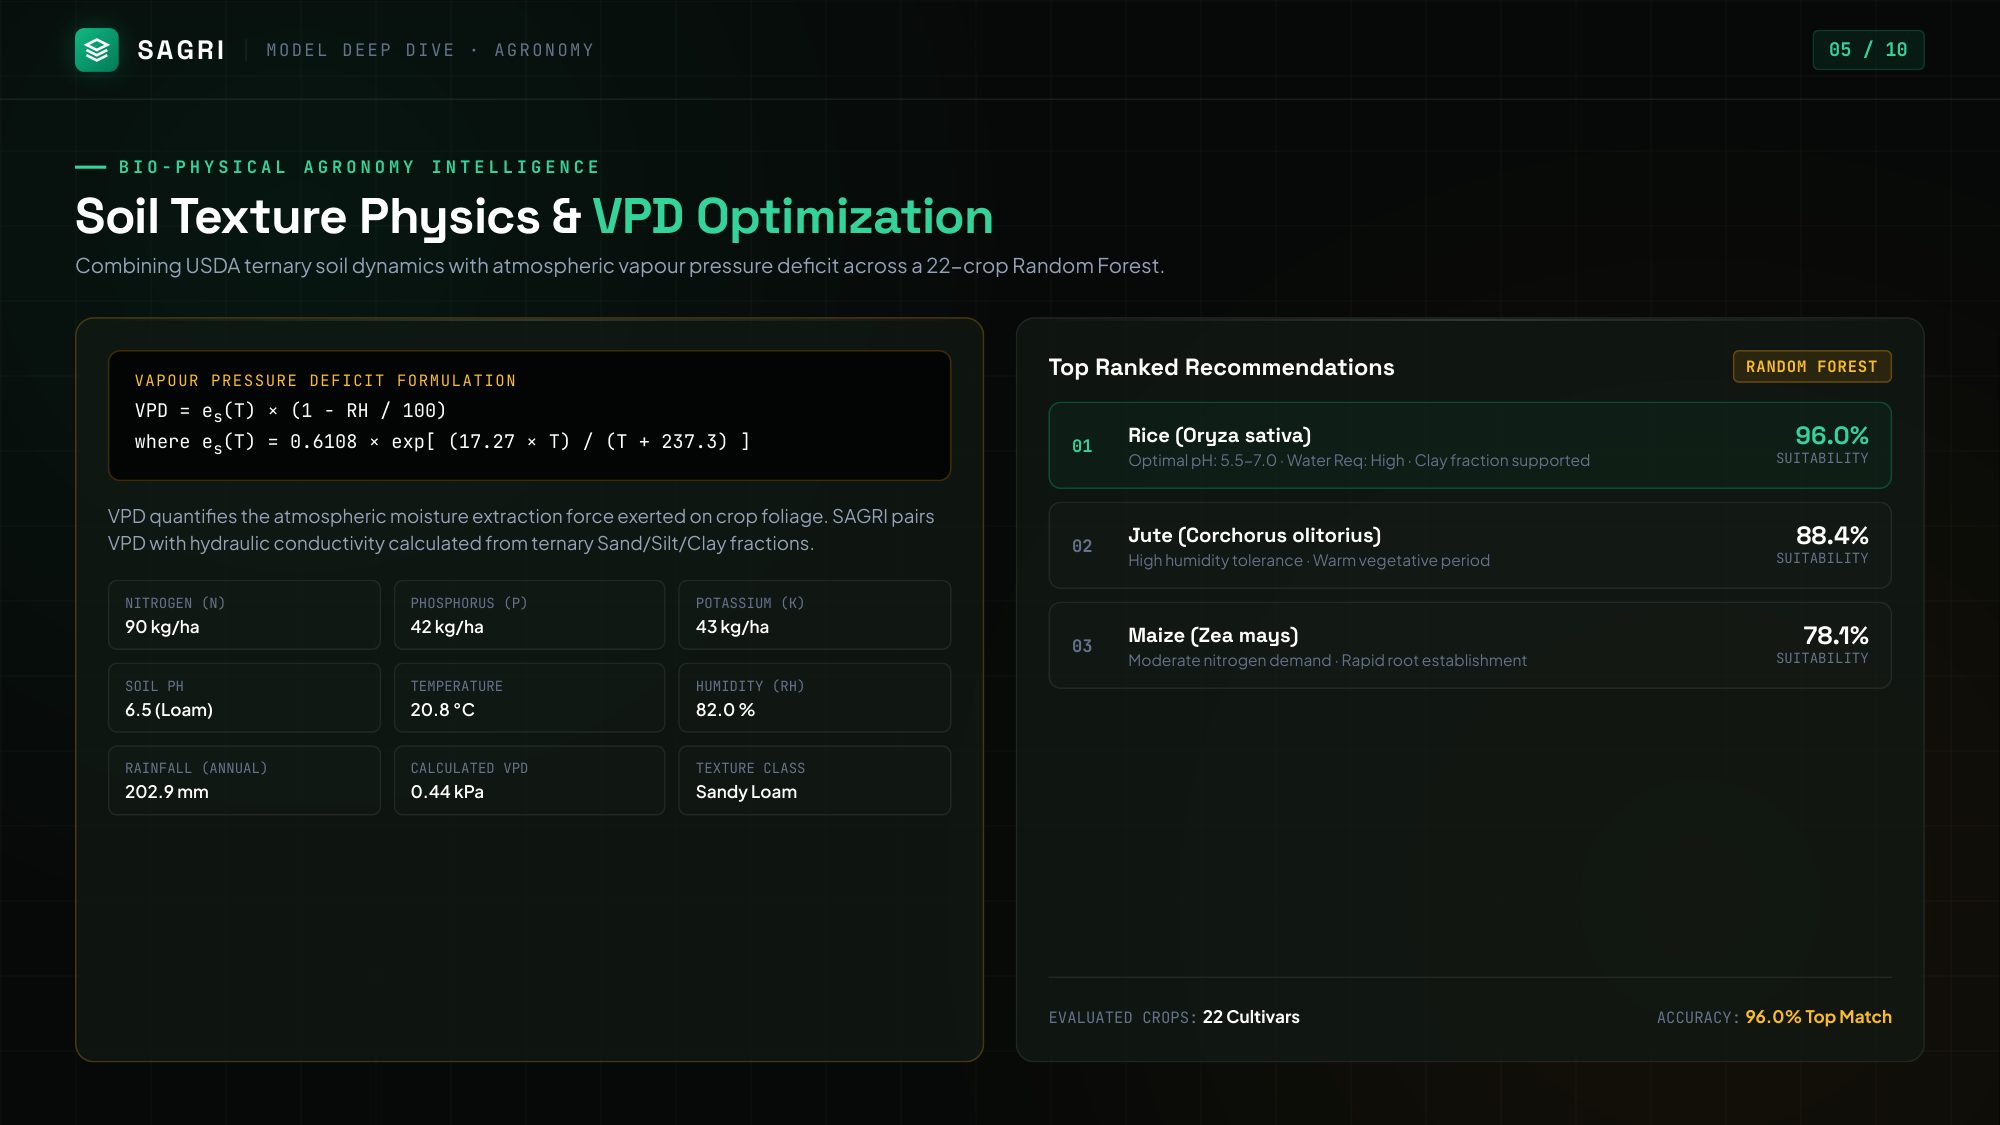 SAGRI
MODEL DEEP DIVE · AGRONOMY
05 / 10
BIO-PHYSICAL AGRONOMY INTELLIGENCE
Soil Texture Physics & VPD Optimization
Combining USDA ternary soil dynamics with atmospheric vapour pressure deficit across a 22-crop Random Forest.
VAPOUR PRESSURE DEFICIT FORMULATION
VPD = es(T) × (1 - RH / 100)
where es(T) = 0.6108 × exp[ (17.27 × T) / (T + 237.3) ]
VPD quantifies the atmospheric moisture extraction force exerted on crop foliage. SAGRI pairs
VPD with hydraulic conductivity calculated from ternary Sand/Silt/Clay fractions.
NITROGEN (N)
90 kg/ha
PHOSPHORUS (P)
42 kg/ha
POTASSIUM (K)
43 kg/ha
SOIL PH
6.5 (Loam)
TEMPERATURE
20.8 °C
HUMIDITY (RH)
82.0 %
RAINFALL (ANNUAL)
202.9 mm
CALCULATED VPD
0.44 kPa
TEXTURE CLASS
Sandy Loam
Top Ranked Recommendations
RANDOM FOREST
01
Rice (Oryza sativa)
Optimal pH: 5.5–7.0 · Water Req: High · Clay fraction supported
96.0%
SUITABILITY
02
Jute (Corchorus olitorius)
High humidity tolerance · Warm vegetative period
88.4%
SUITABILITY
03
Maize (Zea mays)
Moderate nitrogen demand · Rapid root establishment
78.1%
SUITABILITY
EVALUATED CROPS: 22 Cultivars
ACCURACY: 96.0% Top Match